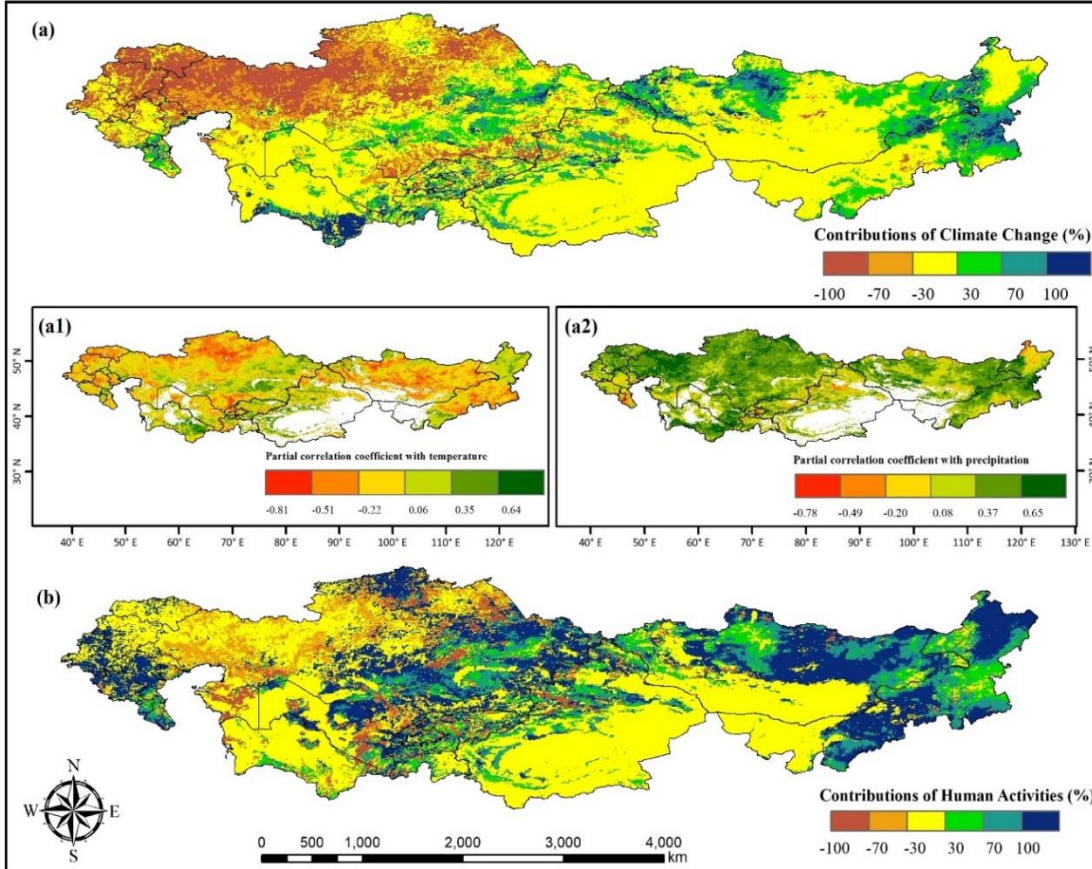 (a)
Contributions of Climate Change (%)
-100 -70 -30 30 70 100
(a1)
50° N
40° N
30° N
Partial correlation coefficient with temperature
-0.81 -0.51 -0.22 0.06 0.35 0.64
40° E 50° E 60° E 70° E 80° E 90° E 100° E 110° E 120° E
(a2)
50° N
40° N
30° N
Partial correlation coefficient with precipitation
-0.78 -0.49 -0.20 0.08 0.37 0.65
40° E 50° E 60° E 70° E 80° E 90° E 100° E 110° E 120° E 130° E
(b)
N
W E
S
0 500 1,000 2,000 3,000 4,000
km
Contributions of Human Activities (%)
-100 -70 -30 30 70 100